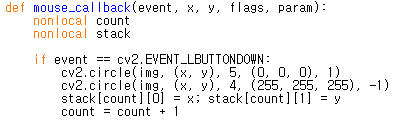 def mouse_callback(event, x, y, flags, param):
    nonlocal count
    nonlocal stack
    if event == cv2.EVENT_LBUTTONDOWN:
        cv2.circle(img, (x, y), 5, (0, 0, 0), 1)
        cv2.circle(img, (x, y), 4, (255, 255, 255), -1)
        stack[count][0] = x; stack[count][1] = y
        count = count + 1